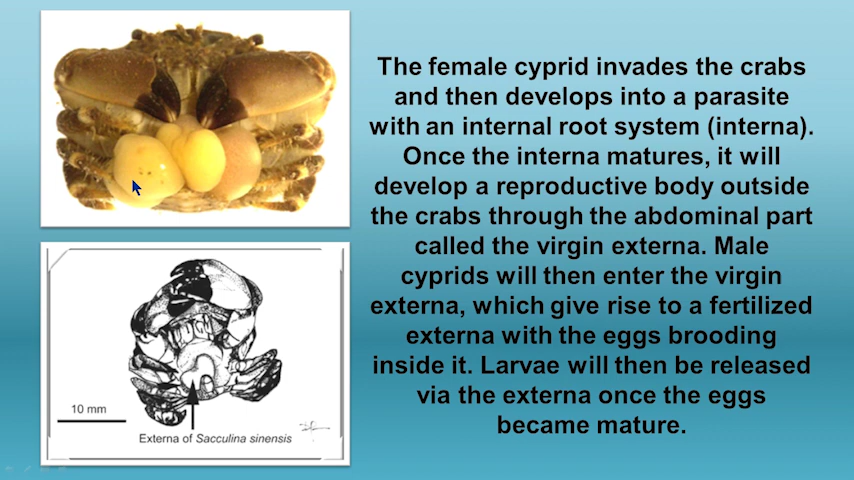 The female cyprid invades the crabs
and then develops into a parasite
with an internal root system (interna).
Once the interna matures, it will
develop a reproductive body outside
the crabs through the abdominal part
called the virgin externa. Male
cyprids will then enter the virgin
externa, which give rise to a fertilized
externa with the eggs brooding
inside it. Larvae will then be released
via the externa once the eggs
became mature.
10 mm
Externa of Sacculina sinensis